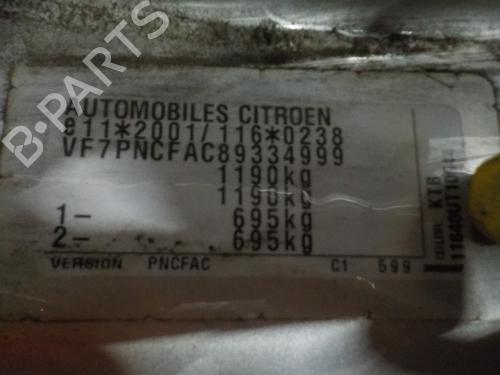 AUTOMOBILES CITROEN
e11*2001/116*0238
VF7PNCFAC89334999
1190kg
1190kg
1- 695kg
2- 695kg
VERSION PNCFAC C1 599
COLOR. KTB
B-PARTS